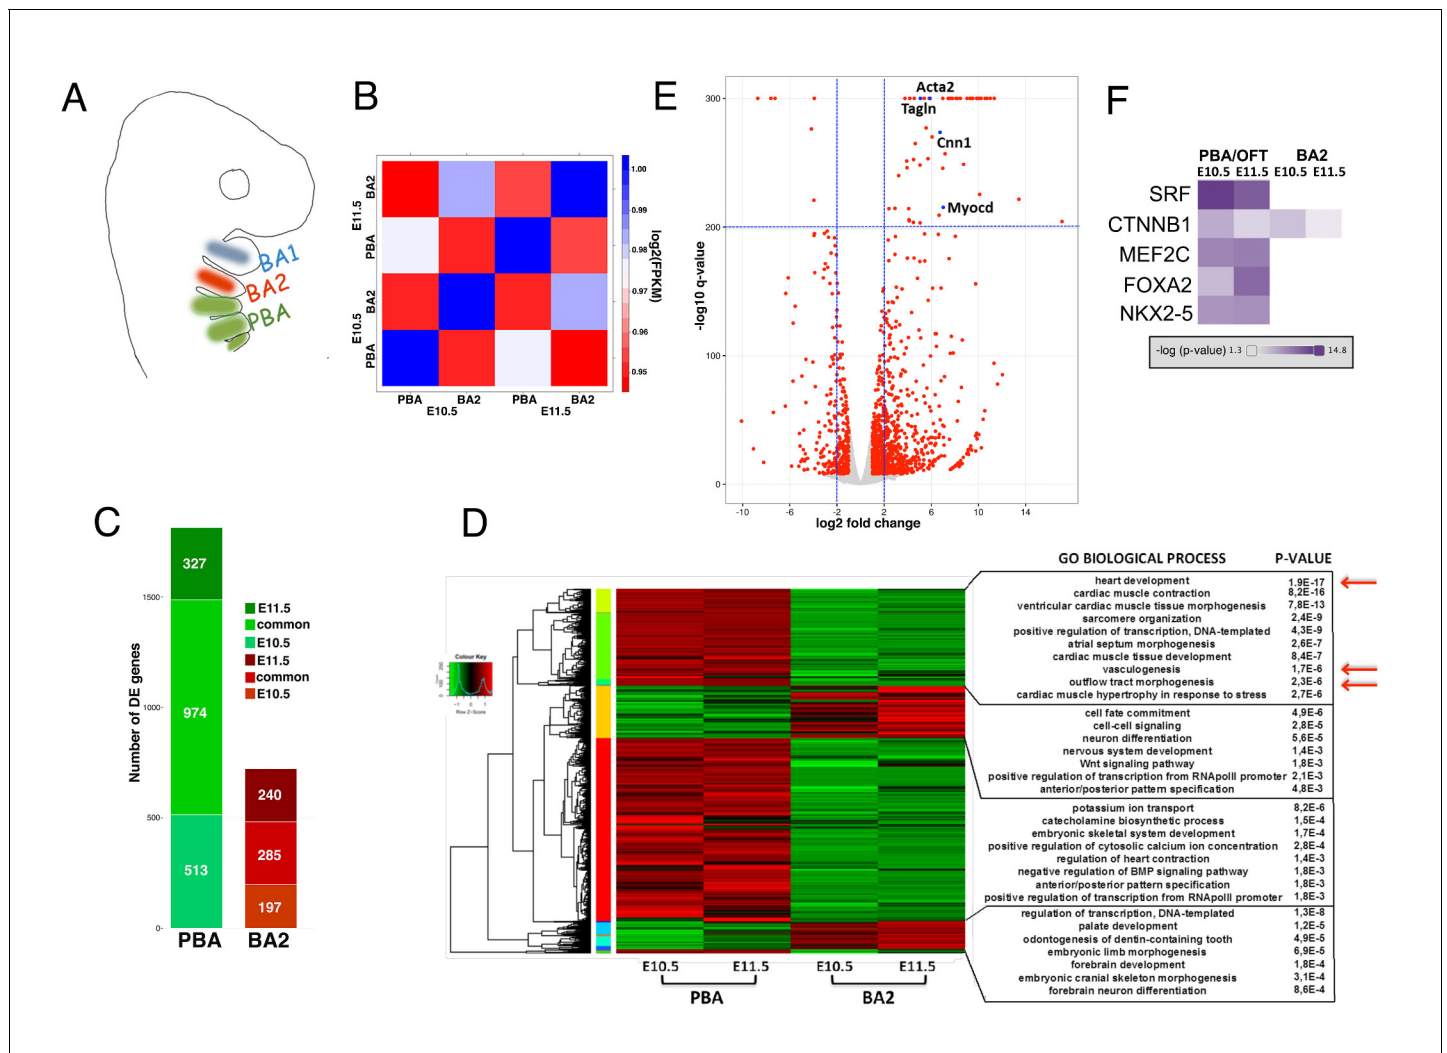 A
BA1
BA2
PBA
B
E11.5
BA2
PBA
E10.5
BA2
PBA
PBA
BA2
PBA
BA2
E10.5
E11.5
1.00
0.99
0.98
0.97
0.96
0.95
log2(FPKM)
E
300
200
100
0
-log10 q-value
Acta2
Tagln
Cnn1
Myocd
-10
-6
-2
2
6
10
14
log2 fold change
F
PBA/OFT BA2
E10.5 E11.5 E10.5 E11.5
SRF
CTNNB1
MEF2C
FOXA2
NKX2-5
-log (p-value) 1.3 14.8
C
Number of DE genes
1500
1000
500
0
327
974
513
240
285
197
PBA BA2
E11.5
common
E10.5
E11.5
common
E10.5
D
Colour Key
-1 0 1
Row Z-Score
E10.5 E11.5 E10.5 E11.5
PBA BA2
GO BIOLOGICAL PROCESS P-VALUE
heart development 1,9E-17
cardiac muscle contraction 8,2E-16
ventricular cardiac muscle tissue morphogenesis 7,8E-13
sarcomere organization 2,4E-9
positive regulation of transcription, DNA-templated 4,3E-9
atrial septum morphogenesis 2,6E-7
cardiac muscle tissue development 8,4E-7
vasculogenesis 1,7E-6
outflow tract morphogenesis 2,3E-6
cardiac muscle hypertrophy in response to stress 2,7E-6
cell fate commitment 4,9E-6
cell-cell signaling 2,8E-5
neuron differentiation 5,6E-5
nervous system development 1,4E-3
Wnt signaling pathway 1,8E-3
positive regulation of transcription from RNApolII promoter 2,1E-3
anterior/posterior pattern specification 4,8E-3
potassium ion transport 8,2E-6
catecholamine biosynthetic process 1,5E-4
embryonic skeletal system development 1,7E-4
positive regulation of cytosolic calcium ion concentration 2,8E-4
regulation of heart contraction 1,4E-3
negative regulation of BMP signaling pathway 1,8E-3
anterior/posterior pattern specification 1,8E-3
positive regulation of transcription from RNApolII promoter 1,8E-3
regulation of transcription, DNA-templated 1,3E-8
palate development 1,2E-5
odontogenesis of dentin-containing tooth 4,9E-5
embryonic limb morphogenesis 6,9E-5
forebrain development 1,8E-4
embryonic cranial skeleton morphogenesis 3,1E-4
forebrain neuron differentiation 8,6E-4